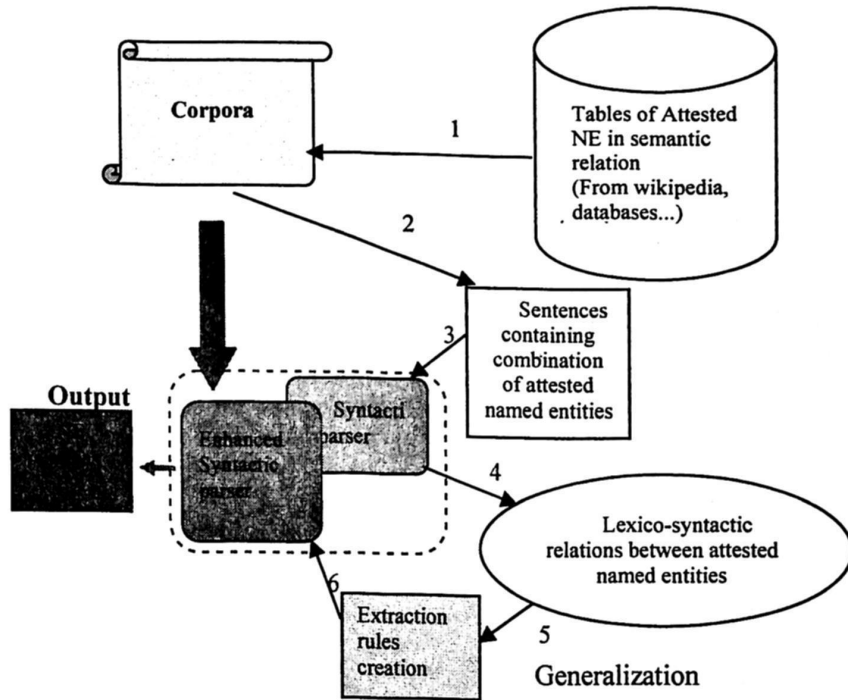 Corpora
1
Tables of Attested
NE in semantic
relation
(From wikipedia,
databases...)
2
Sentences
containing
combination
of attested
named entities
3
Output
Syntacti
parser
Enhanced
Syntactic
parser
4
Lexico-syntactic
relations between attested
named entities
6
Extraction
rules
creation
5
Generalization